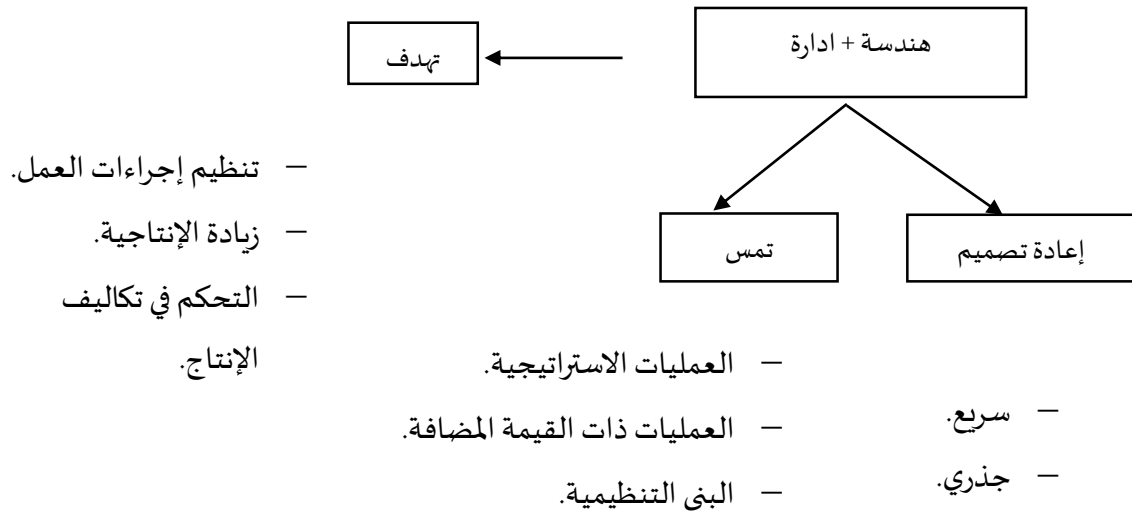 هندسة + ادارة
تهدف
– تنظيم إجراءات العمل.
– زيادة الإنتاجية.
– التحكم في تكاليف
الإنتاج.
إعادة تصميم
تمس
– سريع.
– جذري.
– العمليات الاستراتيجية.
– العمليات ذات القيمة المضافة.
– البنى التنظيمية.